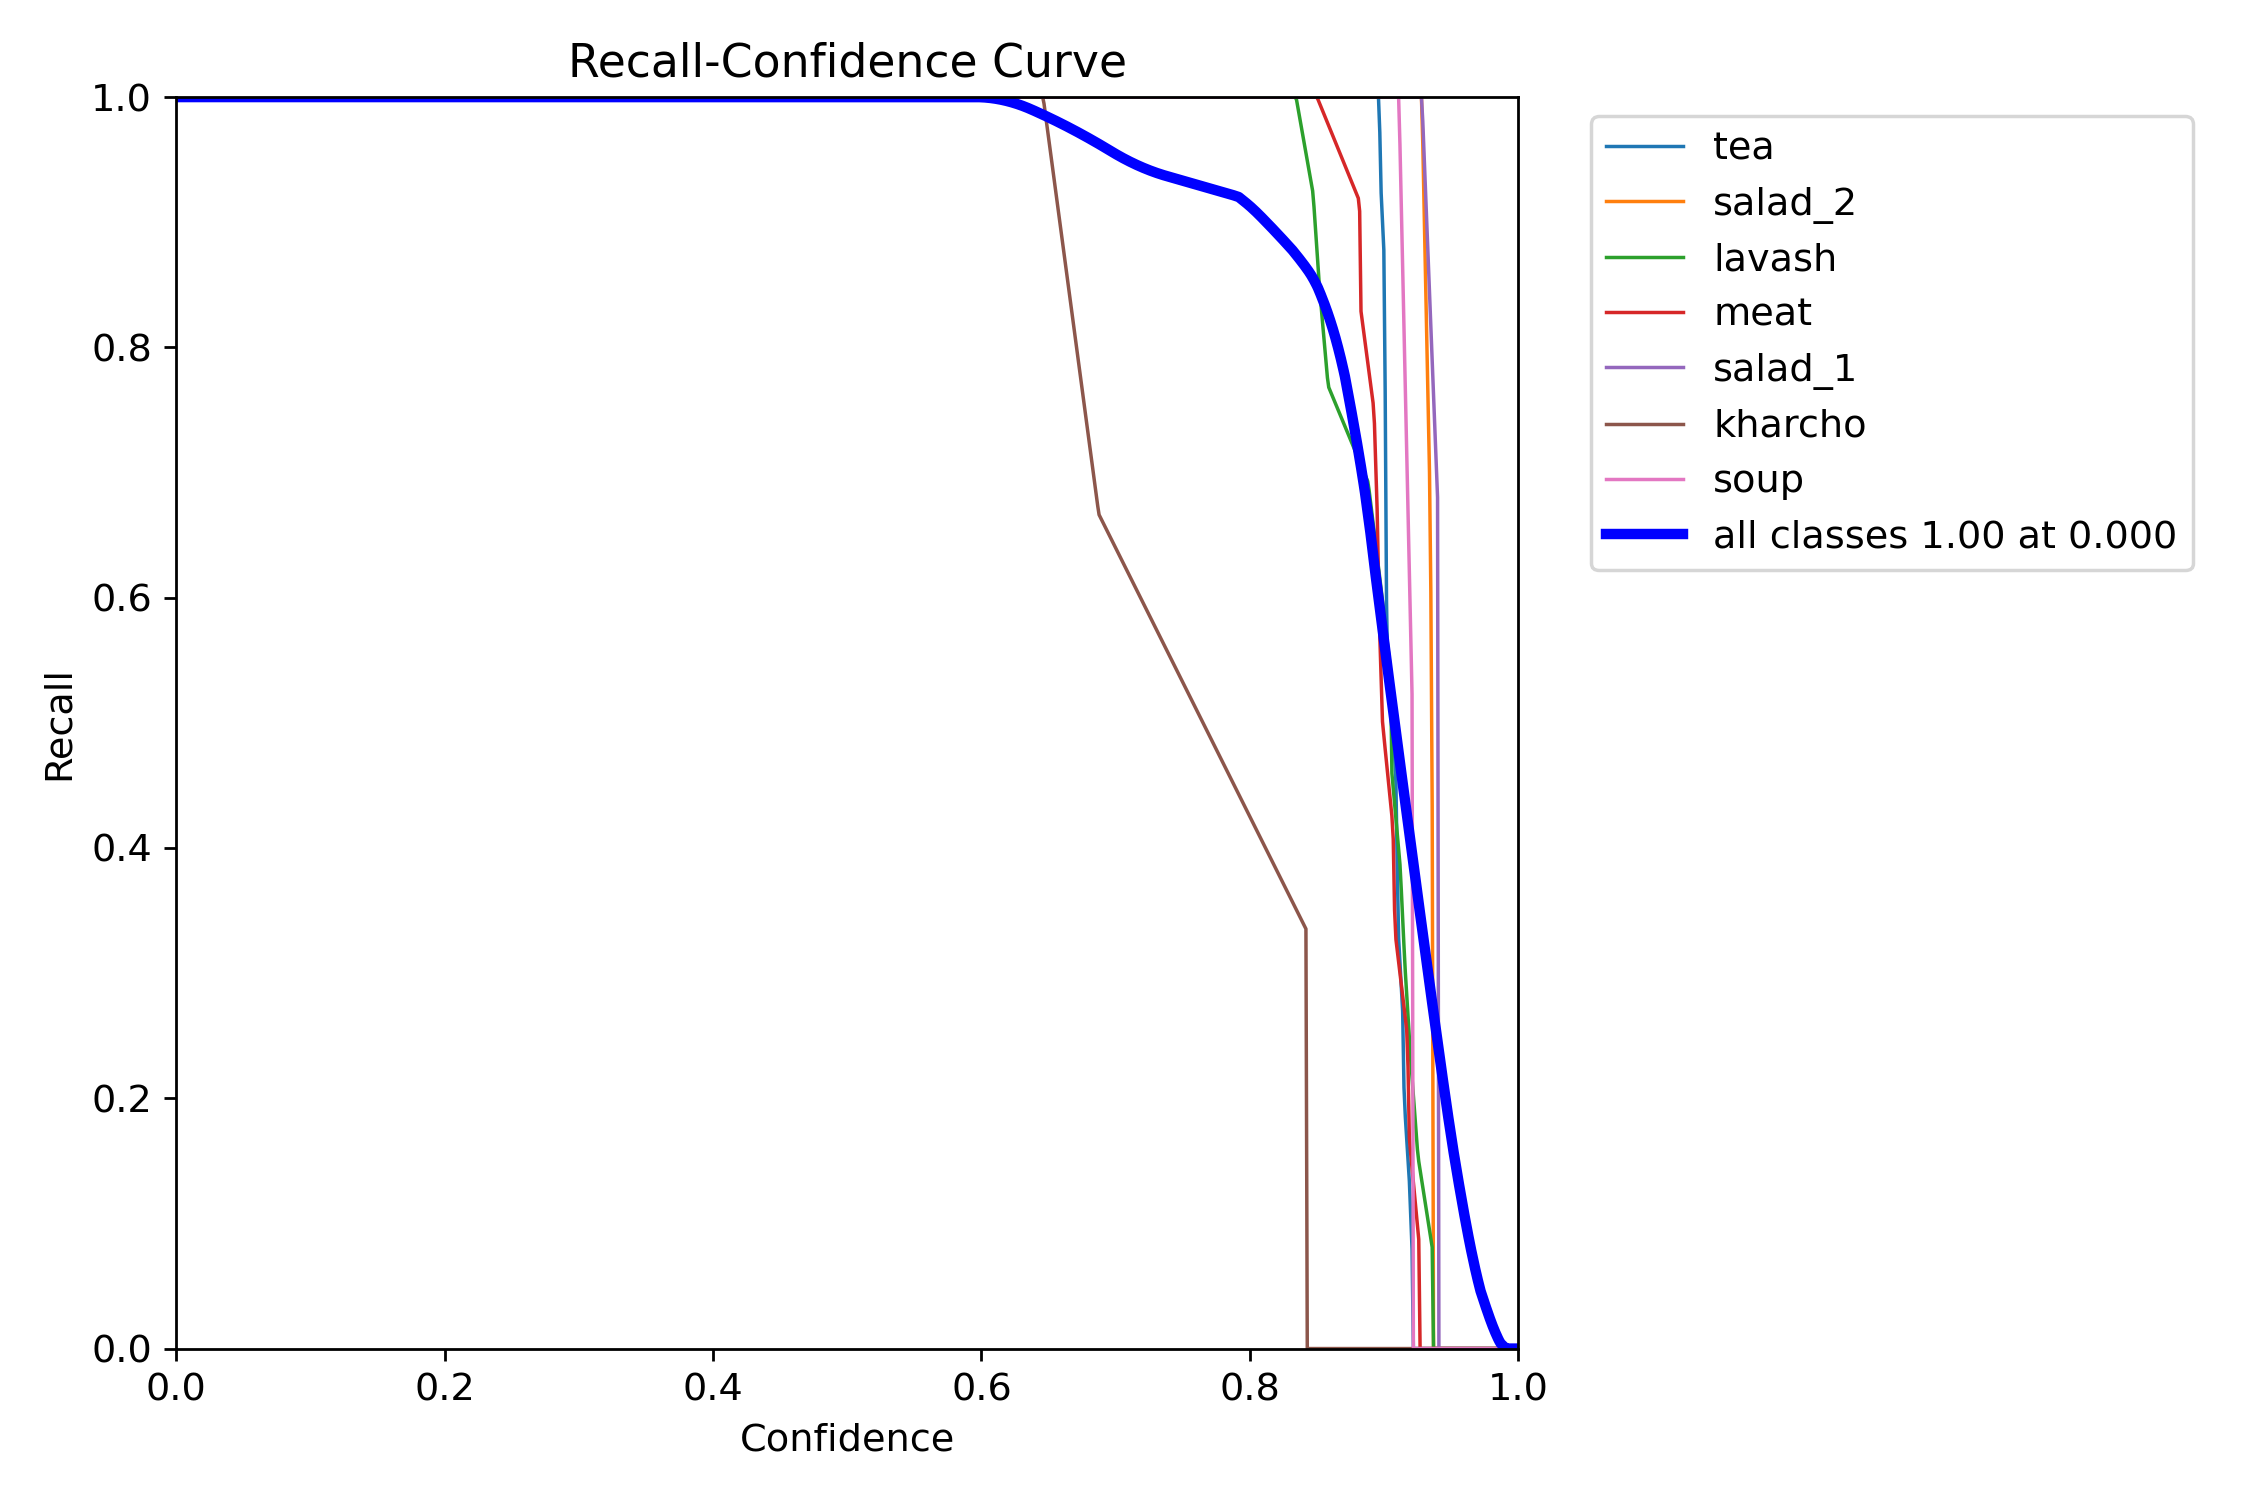 Recall-Confidence Curve
1.0
0.8
0.6
0.4
0.2
0.0
Recall
0.0 0.2 0.4 0.6 0.8 1.0
Confidence
tea
salad_2
lavash
meat
salad_1
kharcho
soup
all classes 1.00 at 0.000